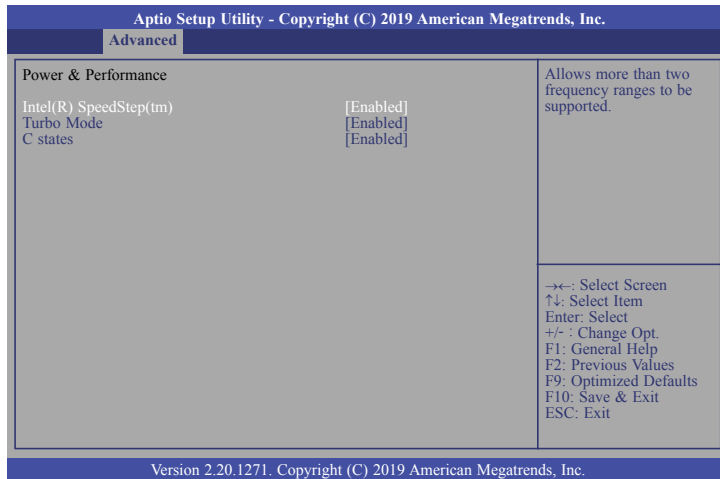 Aptio Setup Utility - Copyright (C) 2019 American Megatrends, Inc.
Advanced
Power & Performance
Intel(R) SpeedStep(tm) [Enabled]
Turbo Mode [Enabled]
C states [Enabled]
Allows more than two
frequency ranges to be
supported.
→←: Select Screen
↑↓: Select Item
Enter: Select
+/- : Change Opt.
F1: General Help
F2: Previous Values
F9: Optimized Defaults
F10: Save & Exit
ESC: Exit
Version 2.20.1271. Copyright (C) 2019 American Megatrends, Inc.